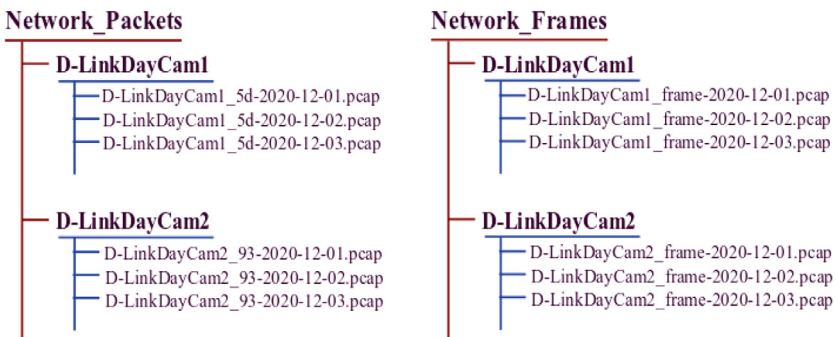 Network_Packets
D-LinkDayCam1
D-LinkDayCam1_5d-2020-12-01.pcap
D-LinkDayCam1_5d-2020-12-02.pcap
D-LinkDayCam1_5d-2020-12-03.pcap
D-LinkDayCam2
D-LinkDayCam2_93-2020-12-01.pcap
D-LinkDayCam2_93-2020-12-02.pcap
D-LinkDayCam2_93-2020-12-03.pcap
Network_Frames
D-LinkDayCam1
D-LinkDayCam1_frame-2020-12-01.pcap
D-LinkDayCam1_frame-2020-12-02.pcap
D-LinkDayCam1_frame-2020-12-03.pcap
D-LinkDayCam2
D-LinkDayCam2_frame-2020-12-01.pcap
D-LinkDayCam2_frame-2020-12-02.pcap
D-LinkDayCam2_frame-2020-12-03.pcap